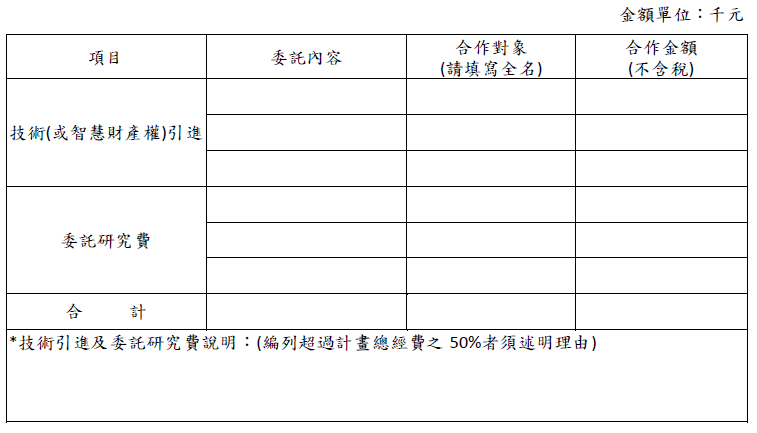 金額單位：千元
項目 委託內容 合作對象 合作金額
(請填寫全名) (不含稅)
技術(或智慧財產權)引進
委託研究費
合 計
*技術引進及委託研究費說明：(編列超過計畫總經費之 50%者須述明理由)